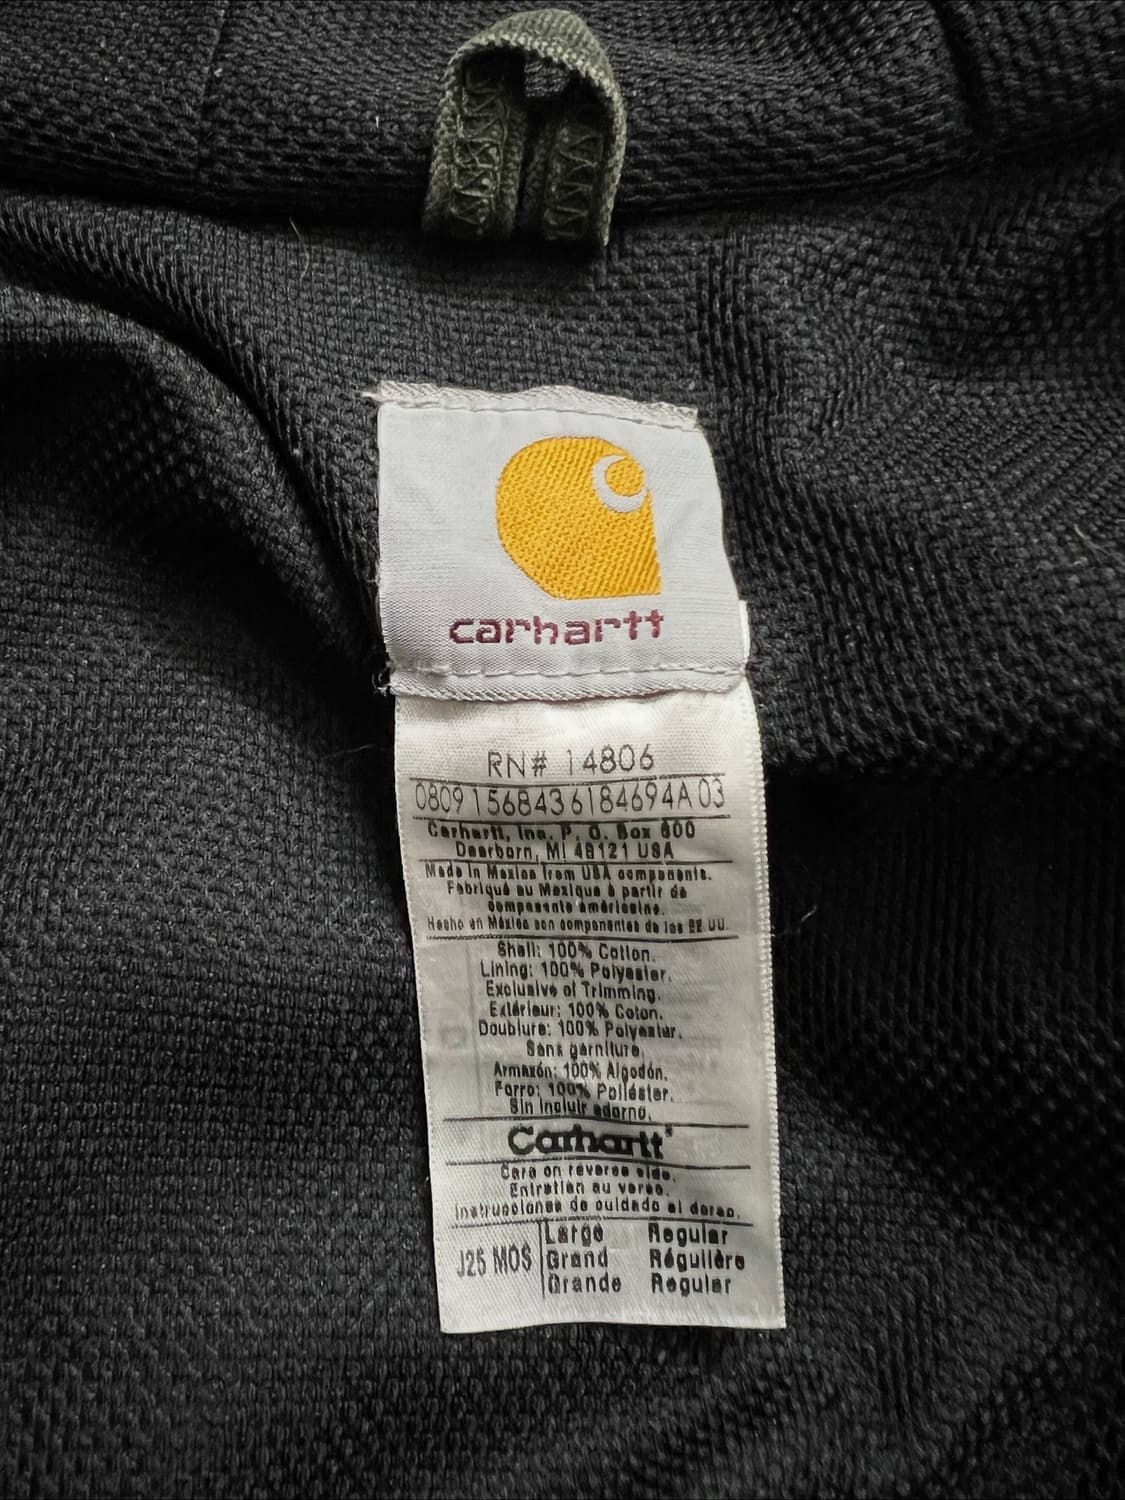 carhartt
RN# 14806
0809 1568436184694A 03
Carhartt, Inc. P. O. Box 600
Dearborn, MI 48121 USA
Made in Mexico from USA components.
Fabriqué au Mexique à partir de
composants américains.
Hecho en México con componentes de los EE UU.
Shell: 100% Cotton.
Lining: 100% Polyester.
Exclusive of Trimming.
Extérieur: 100% Coton.
Doublure: 100% Polyester.
Sans garniture.
Armazón: 100% Algodón.
Forro: 100% Poliéster.
Sin incluir adorno.
Carhartt
Care on reverse side.
Entretien au verso.
Instrucciones de cuidado al dorso.
J25 MOS
Large Regular
Grand Régulière
Grande Regular